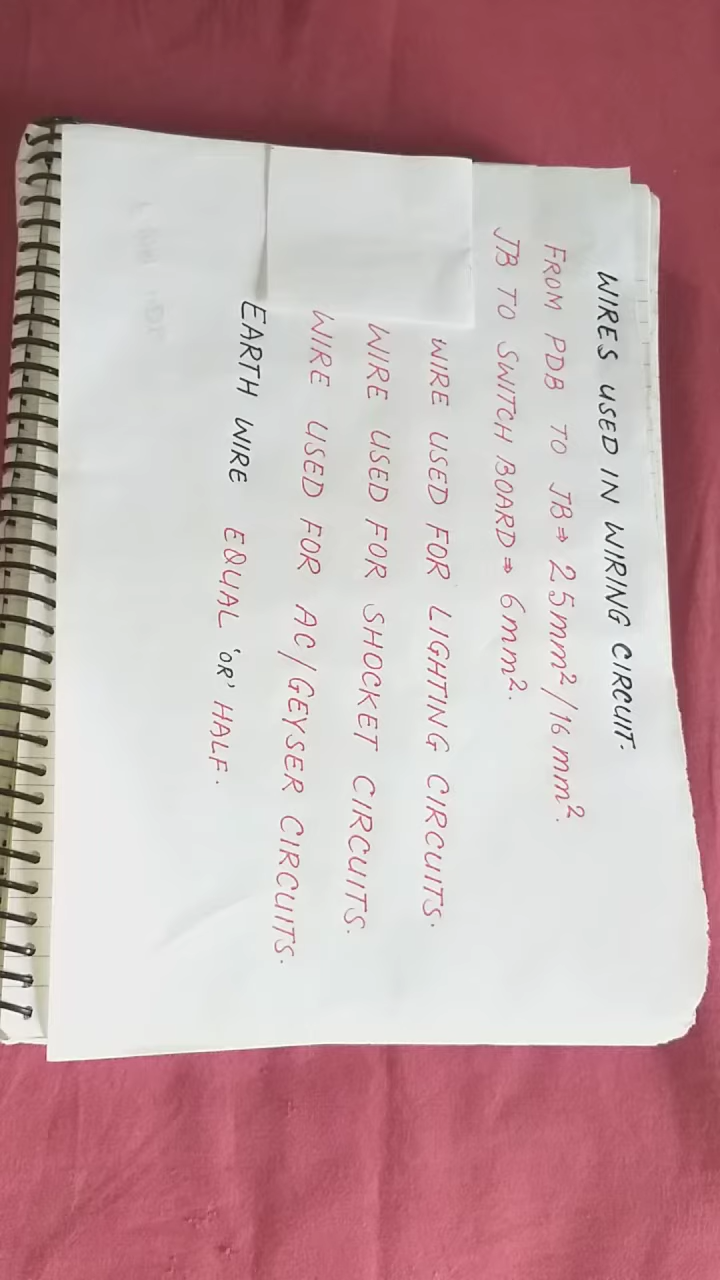 WIRES USED IN WIRING CIRCUIT.
FROM PDB TO JB⇒ 25mm²/16mm².
JB TO SWITCH BOARD⇒ 6mm².
WIRE USED FOR LIGHTING CIRCUITS.
WIRE USED FOR SHOCKET CIRCUITS.
WIRE USED FOR AC/GEYSER CIRCUITS.
EARTH WIRE EQUAL 'OR' HALF.